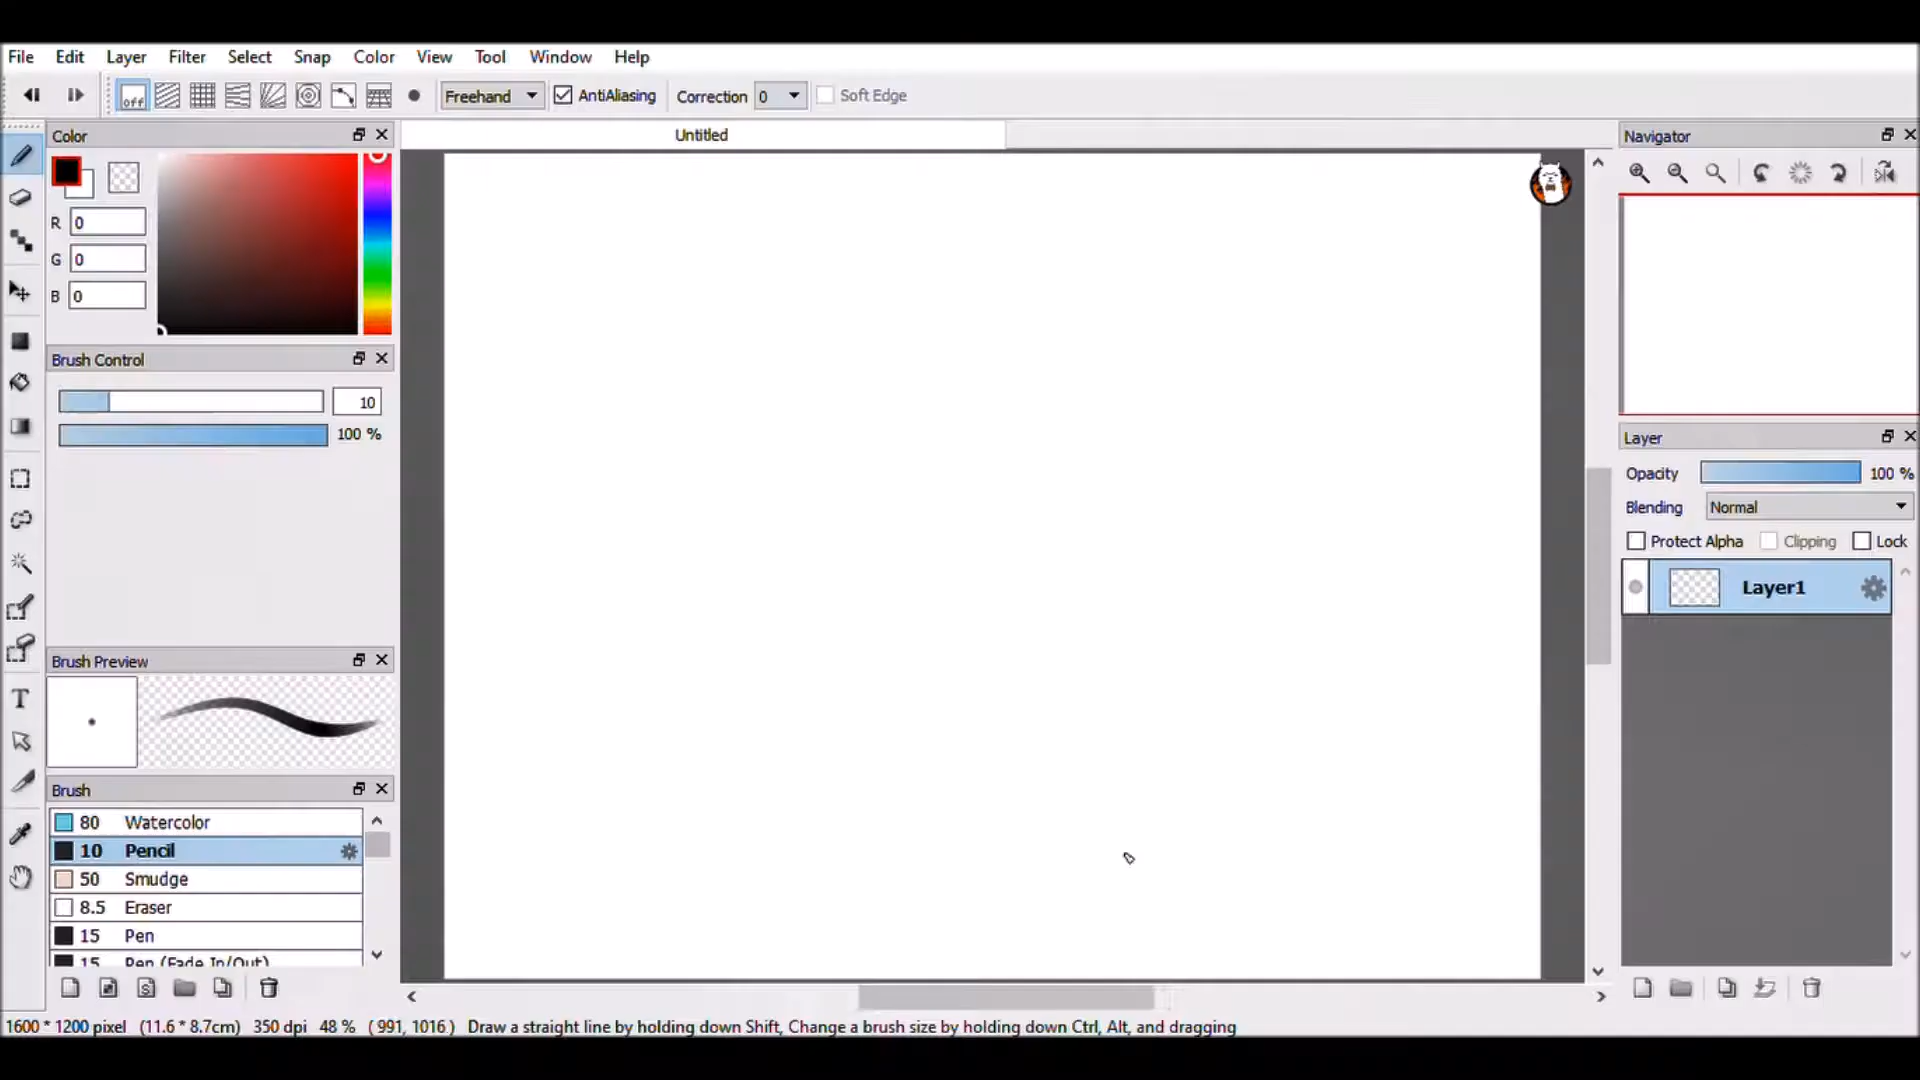 File Edit Layer Filter Select Snap Color View Tool Window Help
off Freehand AntiAliasing Correction 0 Soft Edge
Color
R 0
G 0
B 0
Brush Control
10
100 %
Brush Preview
Brush
80 Watercolor
10 Pencil
50 Smudge
8.5 Eraser
15 Pen
15 Pen (Fade In/Out)
T
S
Untitled
Navigator
Layer
Opacity 100 %
Blending Normal
Protect Alpha Clipping Lock
Layer1
1600 * 1200 pixel (11.6 * 8.7cm) 350 dpi 48 % ( 991, 1016 ) Draw a straight line by holding down Shift, Change a brush size by holding down Ctrl, Alt, and dragging